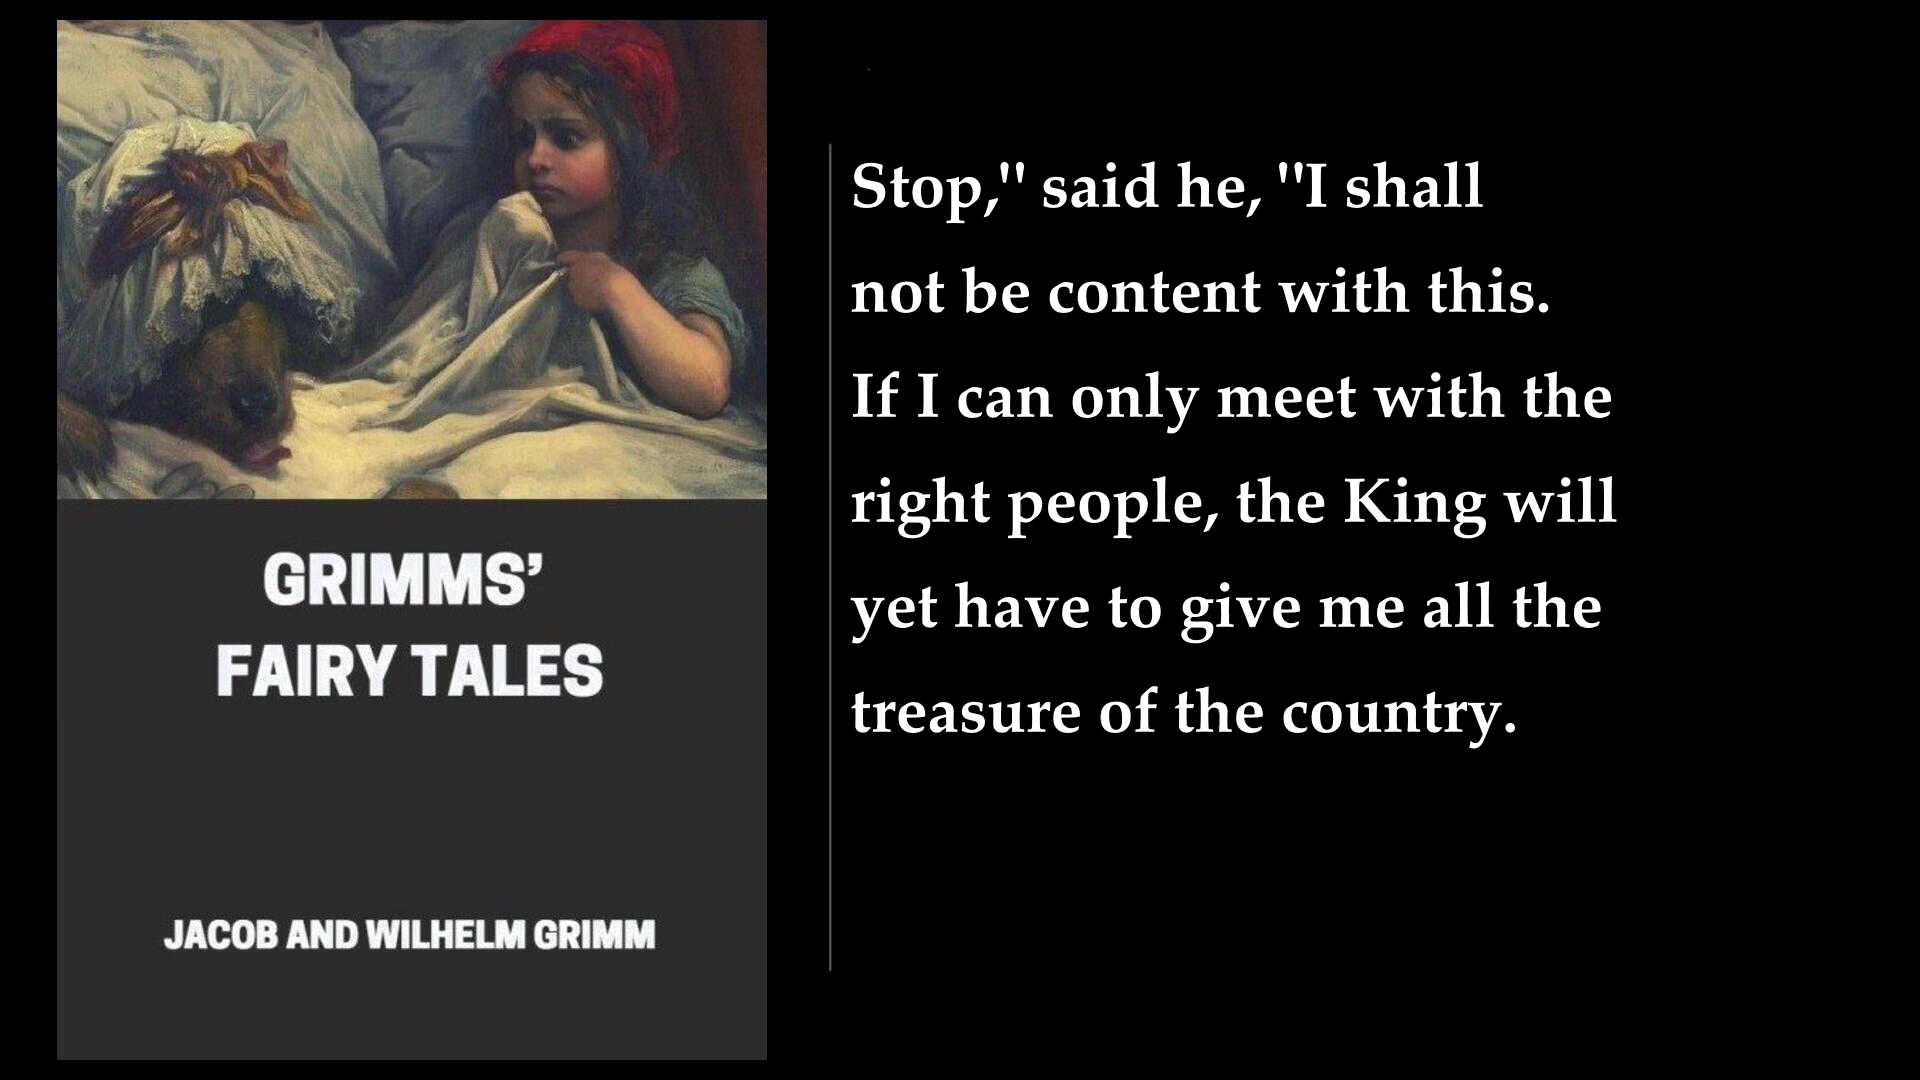 GRIMMS’
FAIRY TALES
JACOB AND WILHELM GRIMM
Stop," said he, "I shall
not be content with this.
If I can only meet with the
right people, the King will
yet have to give me all the
treasure of the country.